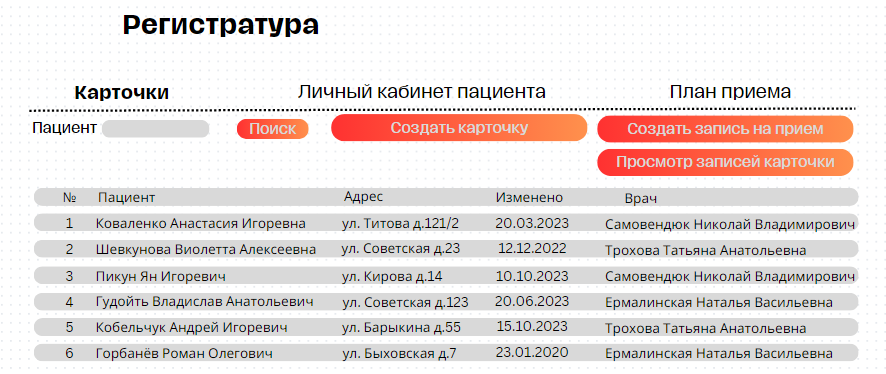 Регистратура
Карточки Личный кабинет пациента План приема
Пациент Поиск Создать карточку Создать запись на прием
Просмотр записей карточки
№ Пациент Адрес Изменено Врач
1 Коваленко Анастасия Игоревна ул. Титова д.121/2 20.03.2023 Самовендюк Николай Владимирович
2 Шевкунова Виолетта Алексеевна ул. Советская д.23 12.12.2022 Трохова Татьяна Анатольевна
3 Пикун Ян Игоревич ул. Кирова д.14 10.10.2023 Самовендюк Николай Владимирович
4 Гудойть Владислав Анатольевич ул. Советская д.123 20.06.2023 Ермалинская Наталья Васильевна
5 Кобельчук Андрей Игоревич ул. Барыкина д.55 15.10.2023 Трохова Татьяна Анатольевна
6 Горбанёв Роман Олегович ул. Быховская д.7 23.01.2020 Ермалинская Наталья Васильевна